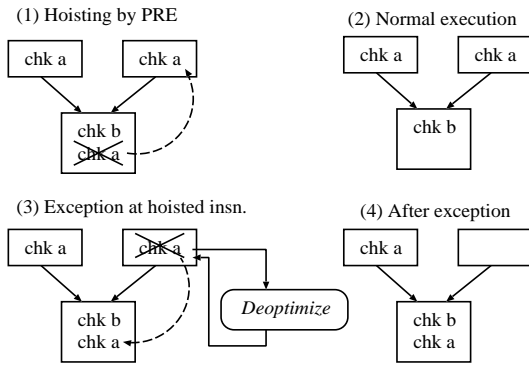 (1) Hoisting by PRE
chk a
chk a
chk b
chk a
(2) Normal execution
chk a
chk a
chk b
(3) Exception at hoisted insn.
chk a
chk a
Deoptimize
chk b
chk a
(4) After exception
chk a
chk b
chk a